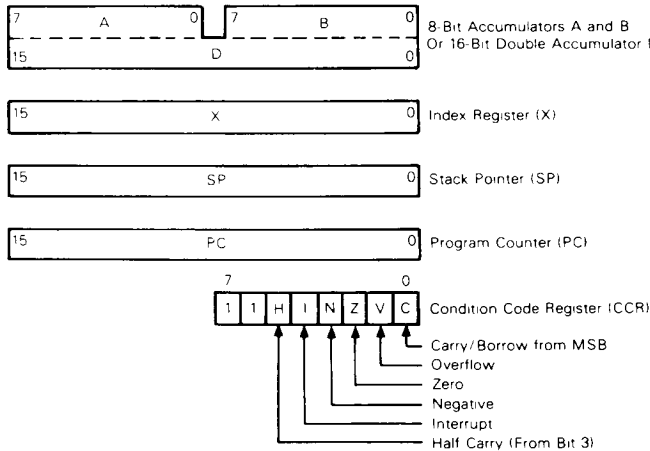 7 A 0 7 B 0 8-Bit Accumulators A and B
15 D 0 Or 16-Bit Double Accumulator
15 X 0 Index Register (X)
15 SP 0 Stack Pointer (SP)
15 PC 0 Program Counter (PC)
7 0
1 1 H I N Z V C Condition Code Register (CCR)
Carry/Borrow from MSB
Overflow
Zero
Negative
Interrupt
Half Carry (From Bit 3)